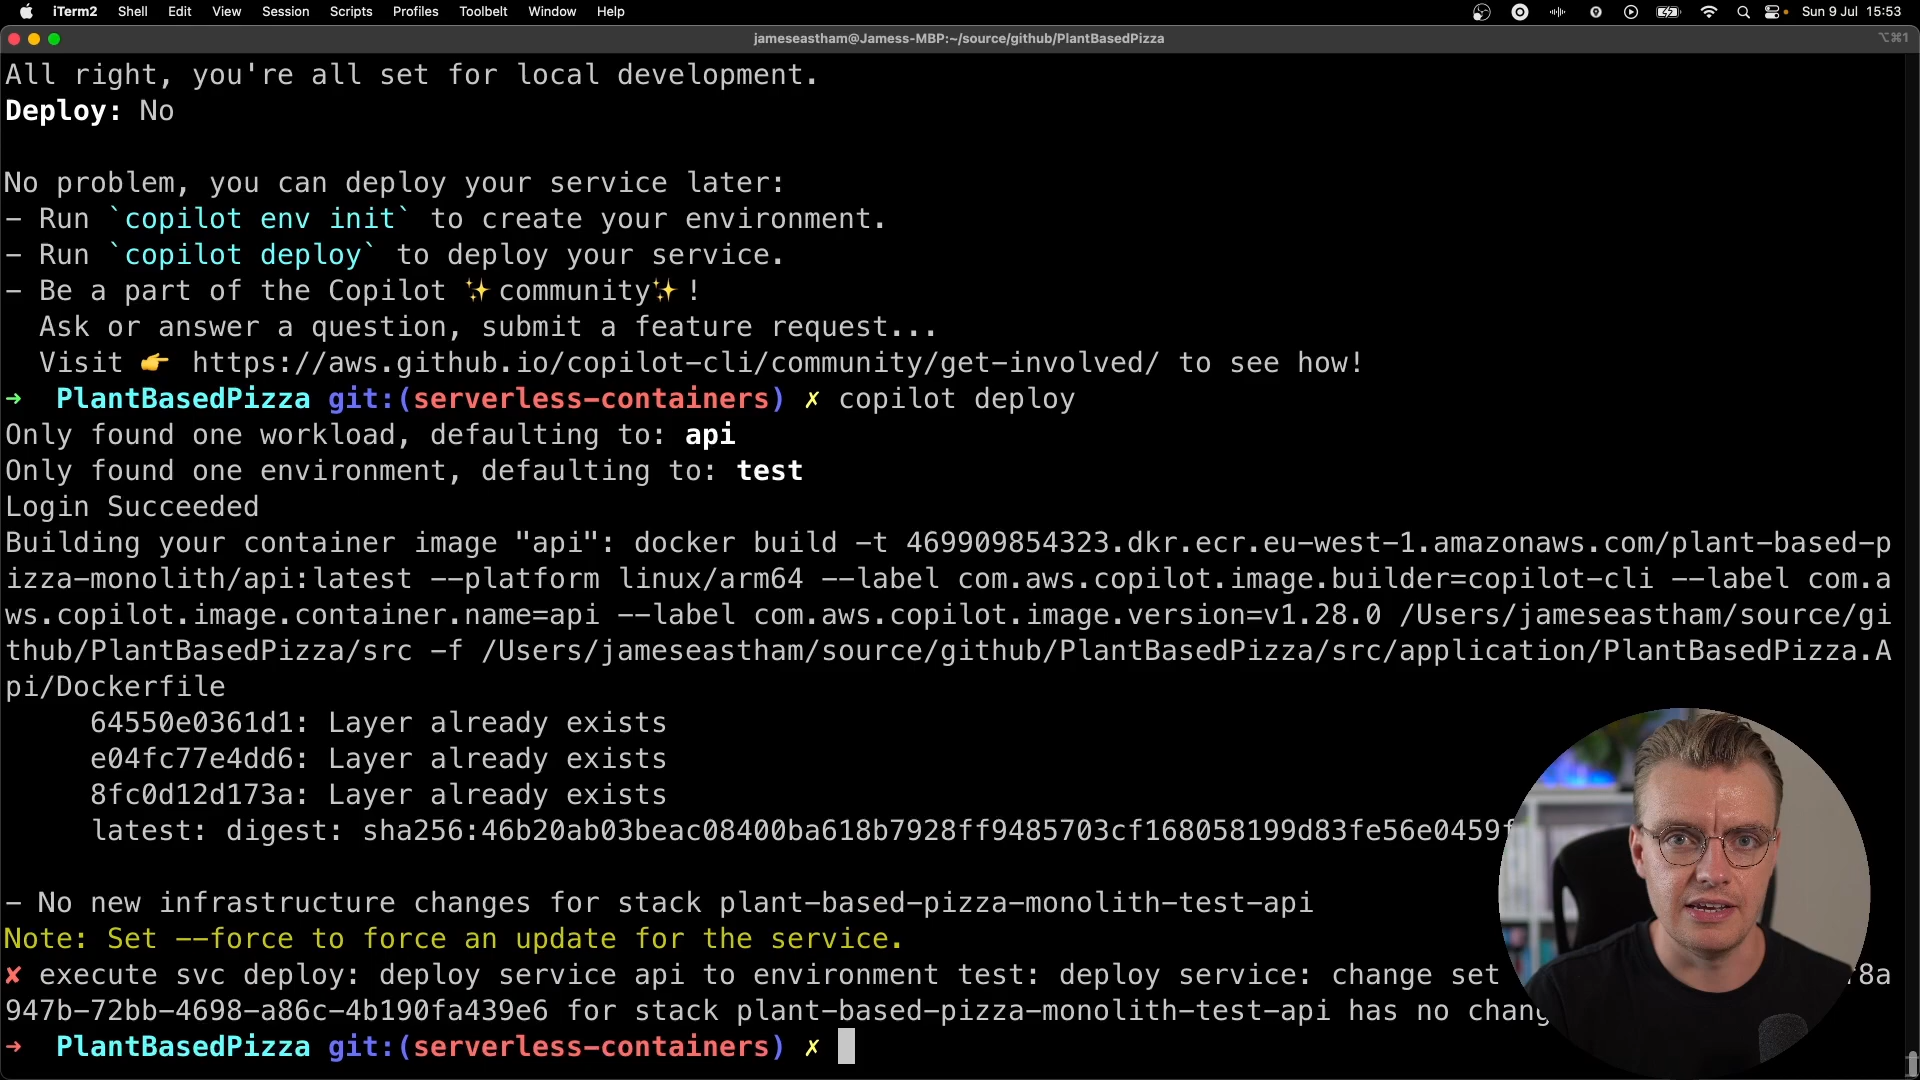 iTerm2 Shell Edit View Session Scripts Profiles Toolbelt Window Help Sun 9 Jul 15:53
jameseastham@Jamess-MBP:~/source/github/PlantBasedPizza ⌥⌘1
All right, you're all set for local development.
Deploy: No
No problem, you can deploy your service later:
– Run `copilot env init` to create your environment.
– Run `copilot deploy` to deploy your service.
– Be a part of the Copilot ✨community✨!
Ask or answer a question, submit a feature request...
Visit 👉 https://aws.github.io/copilot-cli/community/get-involved/ to see how!
➜ PlantBasedPizza git:(serverless-containers) ✗ copilot deploy
Only found one workload, defaulting to: api
Only found one environment, defaulting to: test
Login Succeeded
Building your container image "api": docker build -t 469909854323.dkr.ecr.eu-west-1.amazonaws.com/plant-based-p
izza-monolith/api:latest --platform linux/arm64 --label com.aws.copilot.image.builder=copilot-cli --label com.a
ws.copilot.image.container.name=api --label com.aws.copilot.image.version=v1.28.0 /Users/jameseastham/source/gi
thub/PlantBasedPizza/src -f /Users/jameseastham/source/github/PlantBasedPizza/src/application/PlantBasedPizza.A
pi/Dockerfile
64550e0361d1: Layer already exists
e04fc77e4dd6: Layer already exists
8fc0d12d173a: Layer already exists
latest: digest: sha256:46b20ab03beac08400ba618b7928ff9485703cf168058199d83fe56e0459f
– No new infrastructure changes for stack plant-based-pizza-monolith-test-api
Note: Set --force to force an update for the service.
✘ execute svc deploy: deploy service api to environment test: deploy service: change set f8a
947b-72bb-4698-a86c-4b190fa439e6 for stack plant-based-pizza-monolith-test-api has no chang
➜ PlantBasedPizza git:(serverless-containers) ✗